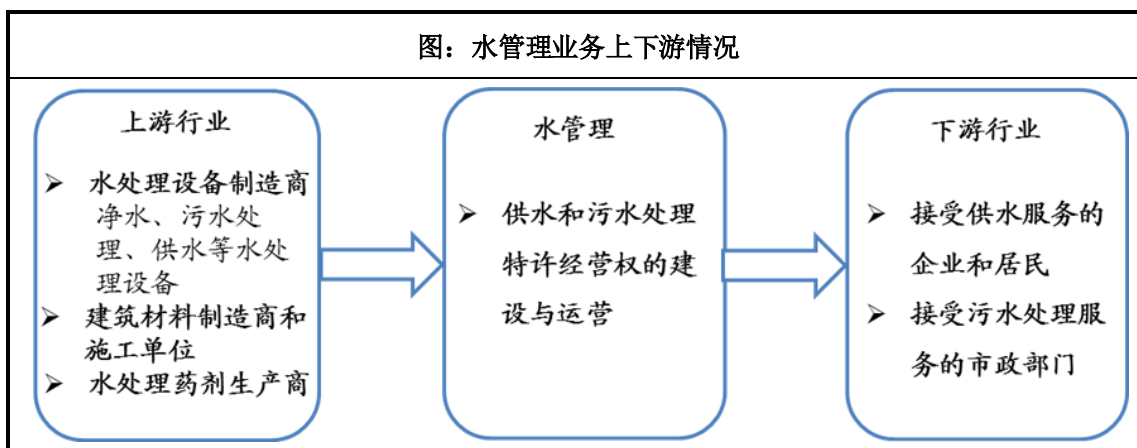 图：水管理业务上下游情况
上游行业
➢ 水处理设备制造商
净水、污水处
理、供水等水处
理设备
➢ 建筑材料制造商和
施工单位
➢ 水处理药剂生产商
水管理
➢ 供水和污水处理
特许经营权的建
设与运营
下游行业
➢ 接受供水服务的
企业和居民
➢ 接受污水处理服
务的市政部门